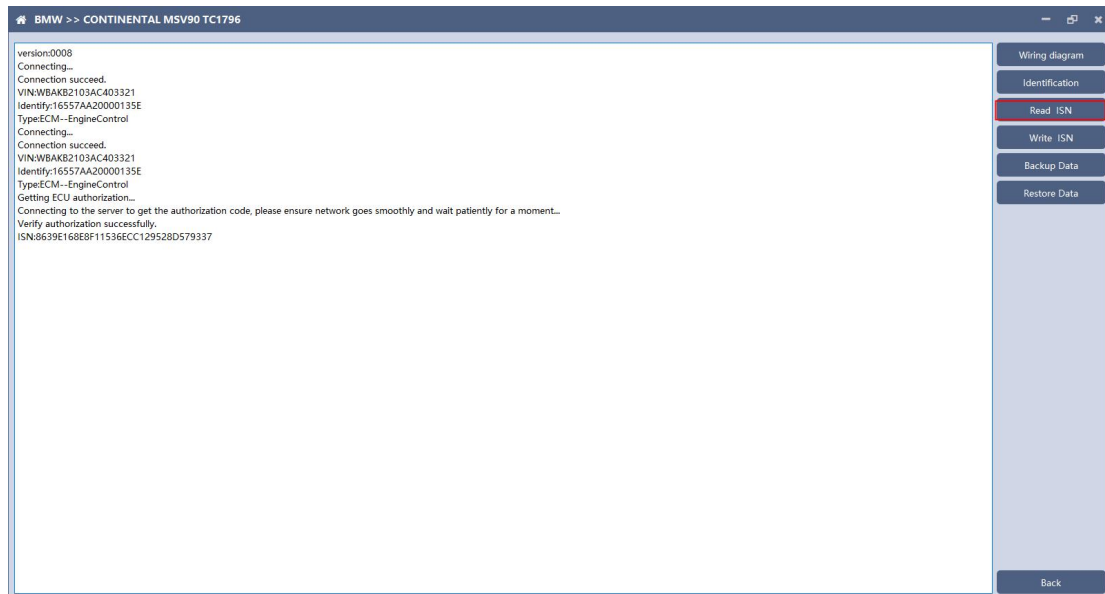 BMW >> CONTINENTAL MSV90 TC1796
version:0008
Connecting...
Connection succeed.
VIN:WBAKB2103AC403321
Identify:16557AA20000135E
Type:ECM--EngineControl
Connecting...
Connection succeed.
VIN:WBAKB2103AC403321
Identify:16557AA20000135E
Type:ECM--EngineControl
Getting ECU authorization...
Connecting to the server to get the authorization code, please ensure network goes smoothly and wait patiently for a moment...
Verify authorization successfully.
ISN:8639E168E8F11536ECC129528D579337
Wiring diagram
Identification
Read ISN
Write ISN
Backup Data
Restore Data
Back